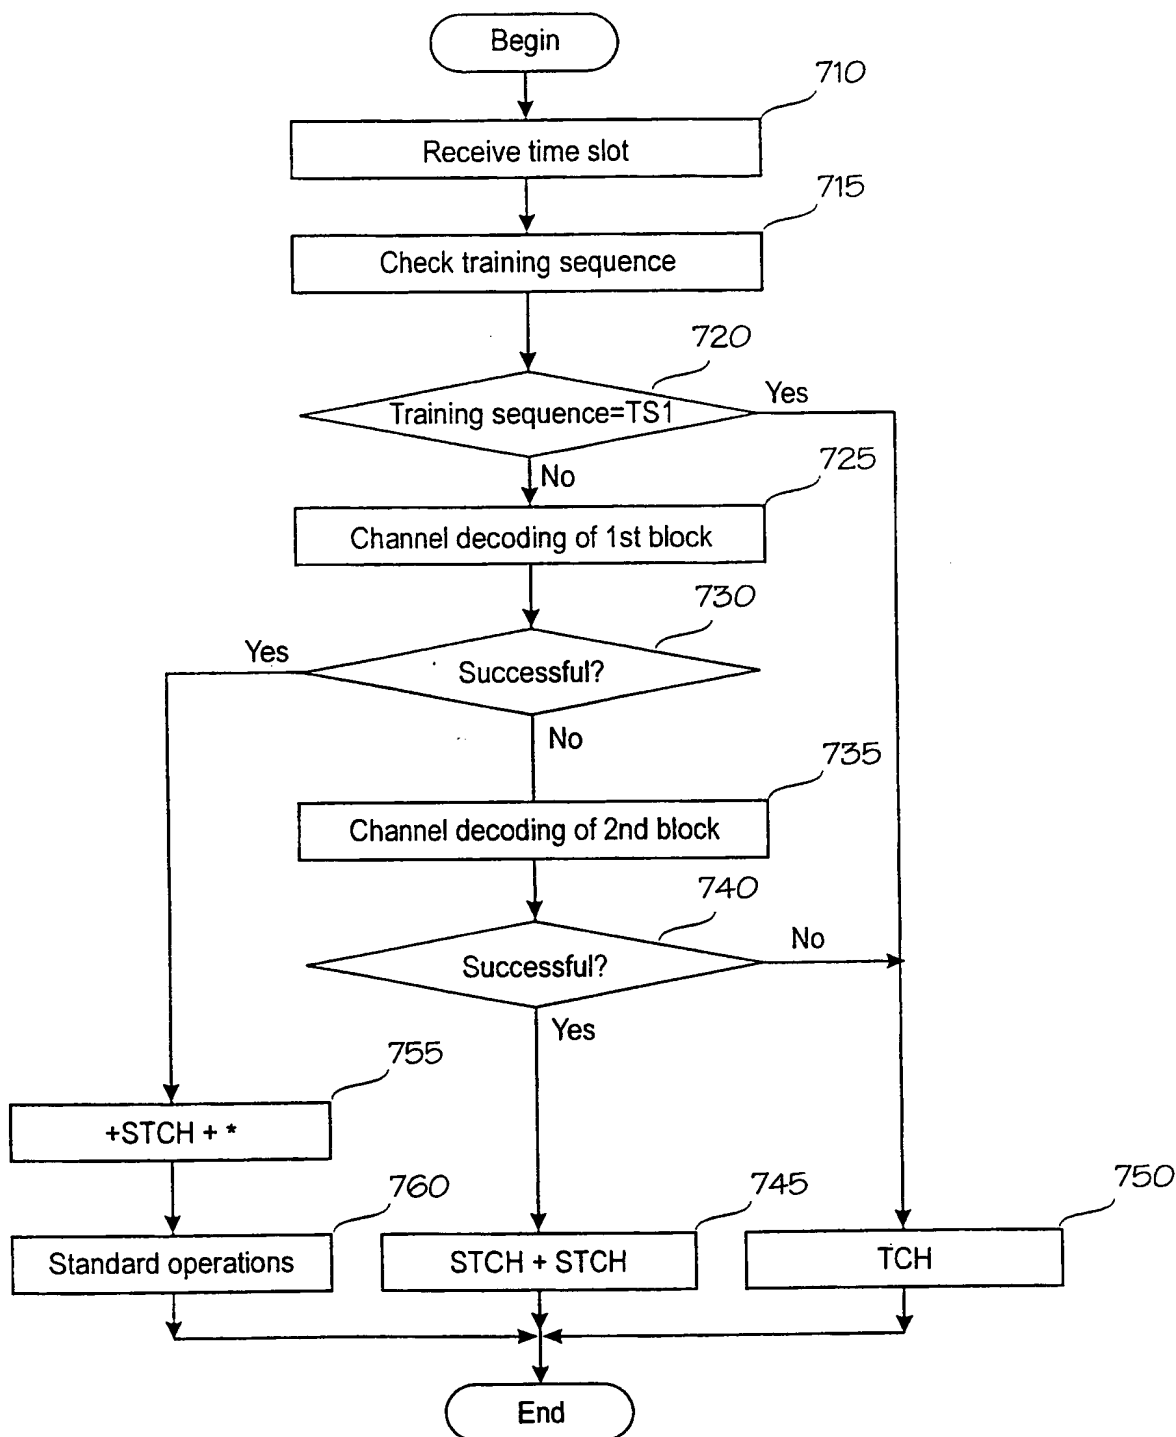 Begin
710
Receive time slot
715
Check training sequence
720
Training sequence=TS1
Yes
No
725
Channel decoding of 1st block
730
Yes
Successful?
No
735
Channel decoding of 2nd block
740
Successful?
No
Yes
755
+STCH + *
760
Standard operations
745
STCH + STCH
750
TCH
End